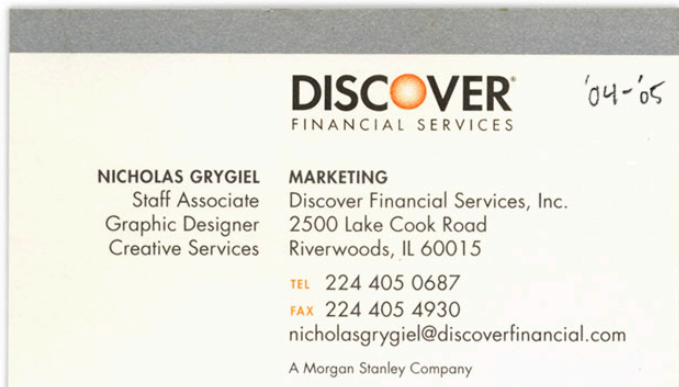 DISCOVER®
'04-'05
FINANCIAL SERVICES
NICHOLAS GRYGIEL
Staff Associate
Graphic Designer
Creative Services
MARKETING
Discover Financial Services, Inc.
2500 Lake Cook Road
Riverwoods, IL 60015
TEL 224 405 0687
FAX 224 405 4930
nicholasgrygiel@discoverfinancial.com
A Morgan Stanley Company